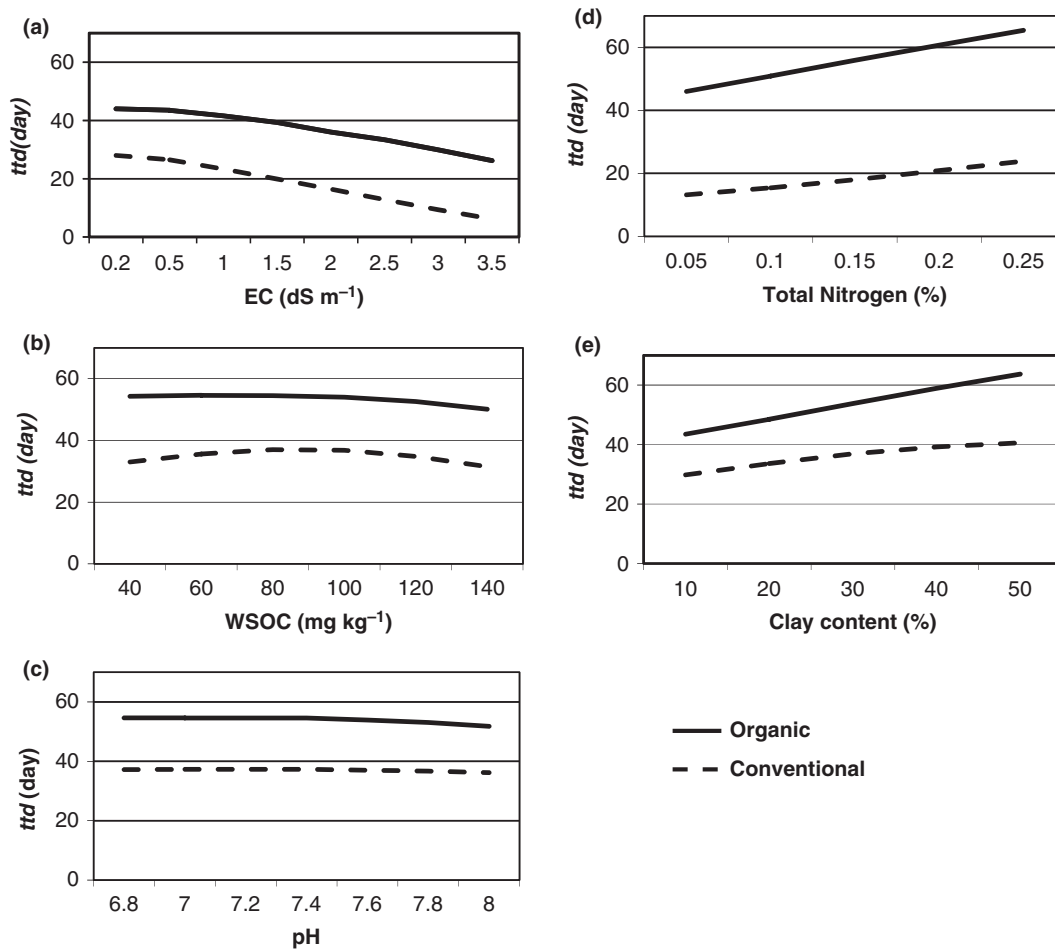 (a)
60
40
20
0
ttd(day)
0.2 0.5 1 1.5 2 2.5 3 3.5
EC (dS m⁻¹)
(b)
60
40
20
0
ttd (day)
40 60 80 100 120 140
WSOC (mg kg⁻¹)
(c)
60
40
20
0
ttd (day)
6.8 7 7.2 7.4 7.6 7.8 8
pH
(d)
60
40
20
0
ttd (day)
0.05 0.1 0.15 0.2 0.25
Total Nitrogen (%)
(e)
60
40
20
0
ttd (day)
10 20 30 40 50
Clay content (%)
Organic
Conventional